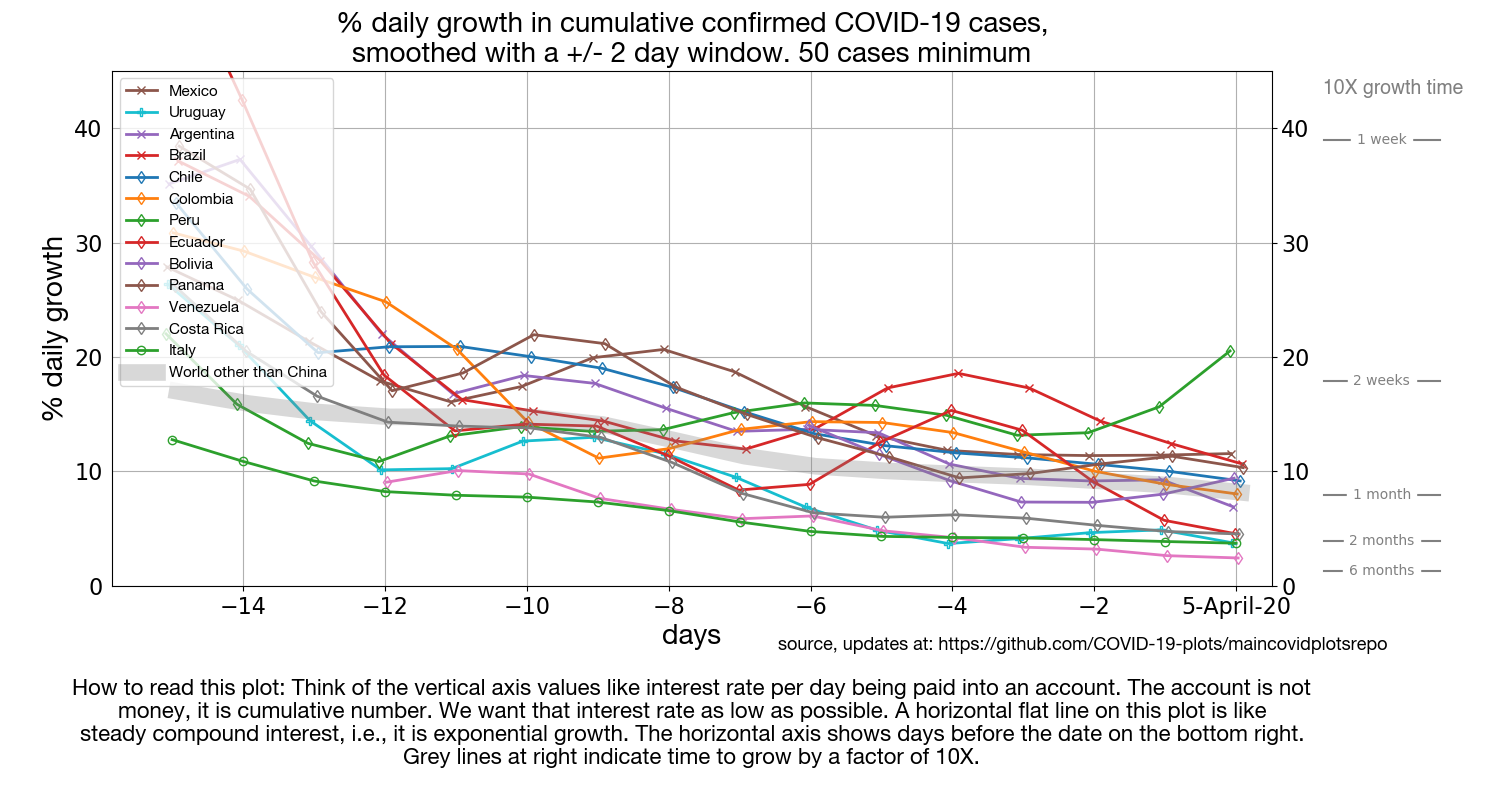 % daily growth in cumulative confirmed COVID-19 cases,
smoothed with a +/- 2 day window. 50 cases minimum
10X growth time
1 week
2 weeks
1 month
2 months
6 months
% daily growth
40
30
20
10
0
Mexico
Uruguay
Argentina
Brazil
Chile
Colombia
Peru
Ecuador
Bolivia
Panama
Venezuela
Costa Rica
Italy
World other than China
40
30
20
10
0
−14 −12 −10 −8 −6 −4 −2 5-April-20
days
source, updates at: https://github.com/COVID-19-plots/maincovidplotsrepo
How to read this plot: Think of the vertical axis values like interest rate per day being paid into an account. The account is not
money, it is cumulative number. We want that interest rate as low as possible. A horizontal flat line on this plot is like
steady compound interest, i.e., it is exponential growth. The horizontal axis shows days before the date on the bottom right.
Grey lines at right indicate time to grow by a factor of 10X.